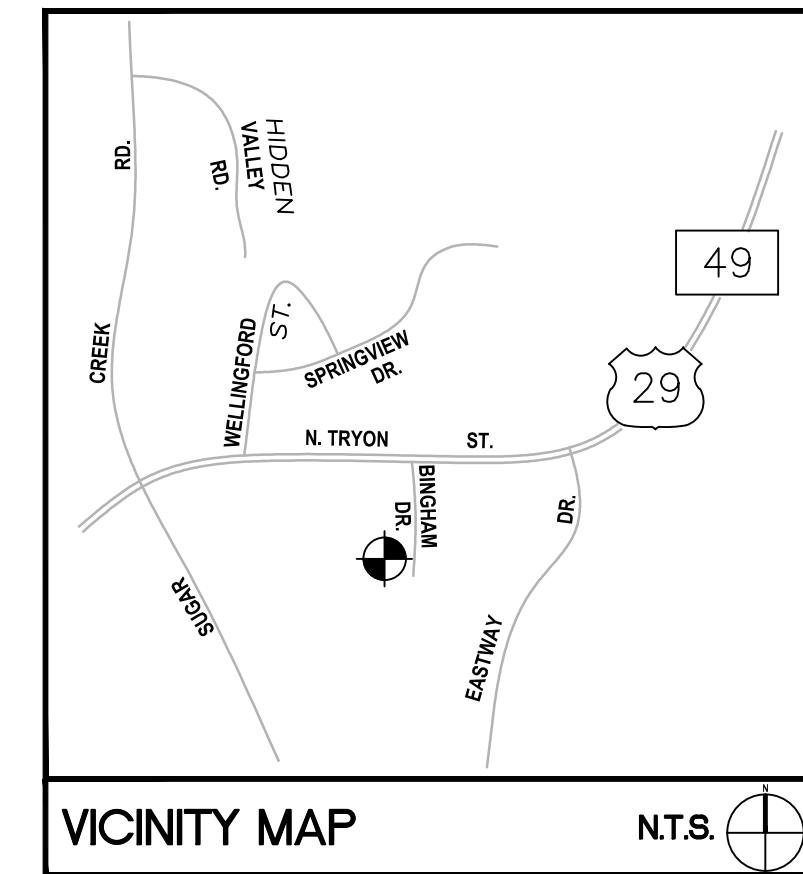 RD.
HIDDEN
VALLEY
RD.
49
CREEK
WELLINGFORD
ST.
SPRINGVIEW
DR.
29
N. TRYON ST.
BINGHAM
DR.
DR.
SUGAR
EASTWAY
VICINITY MAP
N.T.S.
N